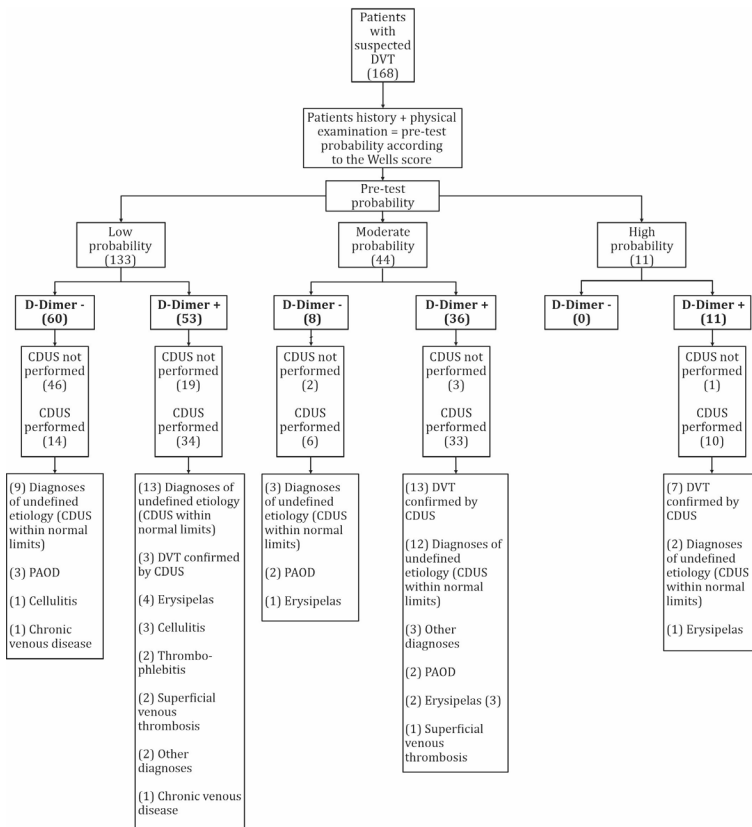 Patients
with
suspected
DVT
(168)
Patients history + physical
examination = pre-test
probability according
to the Wells score
Pre-test
probability
Low
probability
(133)
Moderate
probability
(44)
High
probability
(11)
D-Dimer -
(60)
D-Dimer +
(53)
D-Dimer -
(8)
D-Dimer +
(36)
D-Dimer -
(0)
D-Dimer +
(11)
CDUS not
performed
(46)
CDUS
performed
(14)
CDUS not
performed
(19)
CDUS
performed
(34)
CDUS not
performed
(2)
CDUS
performed
(6)
CDUS not
performed
(3)
CDUS
performed
(33)
CDUS not
performed
(1)
CDUS
performed
(10)
(9) Diagnoses
of undefined
etiology (CDUS
within normal
limits)
(3) PAOD
(1) Cellulitis
(1) Chronic
venous disease
(13) Diagnoses of
undefined etiology
(CDUS within
normal limits)
(3) DVT confirmed
by CDUS
(4) Erysipelas
(3) Cellulitis
(2) Thrombo-
phlebitis
(2) Superficial
venous
thrombosis
(2) Other
diagnoses
(1) Chronic venous
disease
(3) Diagnoses
of undefined
etiology (CDUS
within normal
limits)
(2) PAOD
(1) Erysipelas
(13) DVT
confirmed by
CDUS
(12) Diagnoses of
undefined
etiology (CDUS
within normal
limits)
(3) Other
diagnoses
(2) PAOD
(2) Erysipelas (3)
(1) Superficial
venous
thrombosis
(7) DVT
confirmed by
CDUS
(2) Diagnoses
of undefined
etiology (CDUS
within normal
limits)
(1) Erysipelas